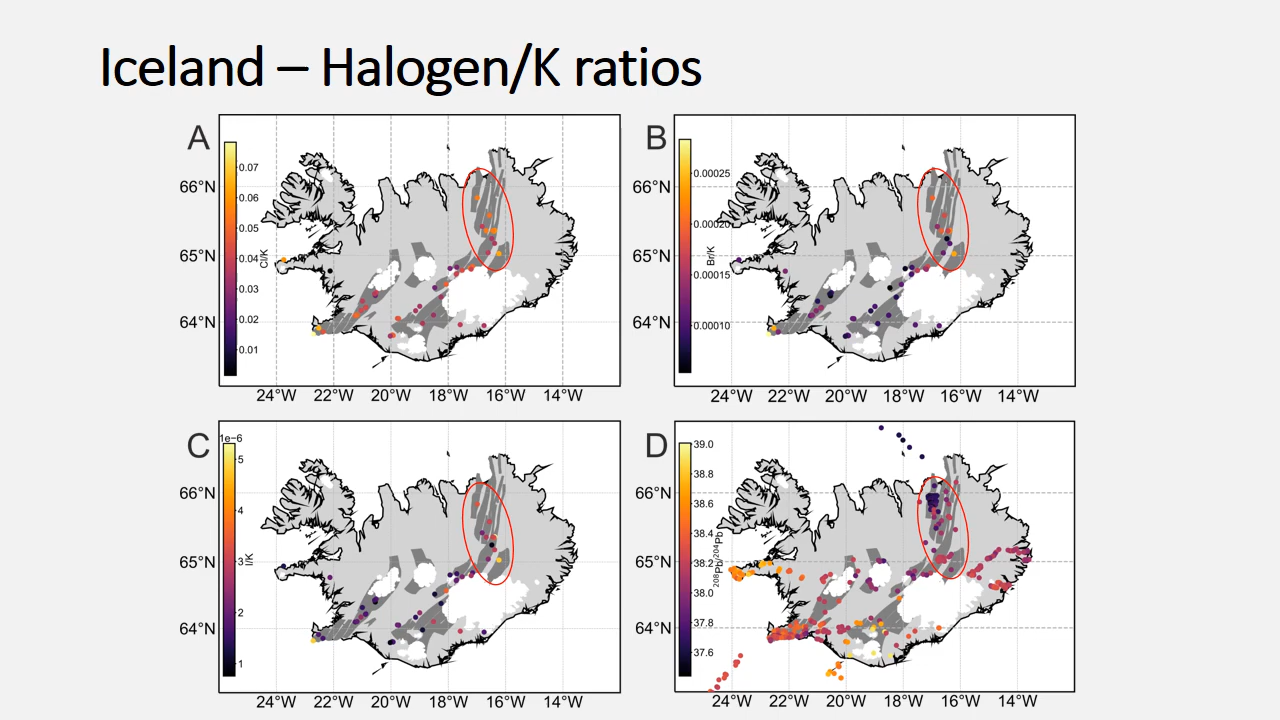 Iceland – Halogen/K ratios
A
0.07
0.06
0.05
0.04
0.03
0.02
0.01
Cl/K
66°N
65°N
64°N
24°W 22°W 20°W 18°W 16°W 14°W
B
0.00025
0.00020
0.00015
0.00010
Br/K
66°N
65°N
64°N
24°W 22°W 20°W 18°W 16°W 14°W
C
1e−6
5
4
3
2
1
I/K
66°N
65°N
64°N
24°W 22°W 20°W 18°W 16°W 14°W
D
39.0
38.8
38.6
38.4
38.2
38.0
37.8
37.6
²⁰⁸Pb/²⁰⁴Pb
66°N
65°N
64°N
24°W 22°W 20°W 18°W 16°W 14°W